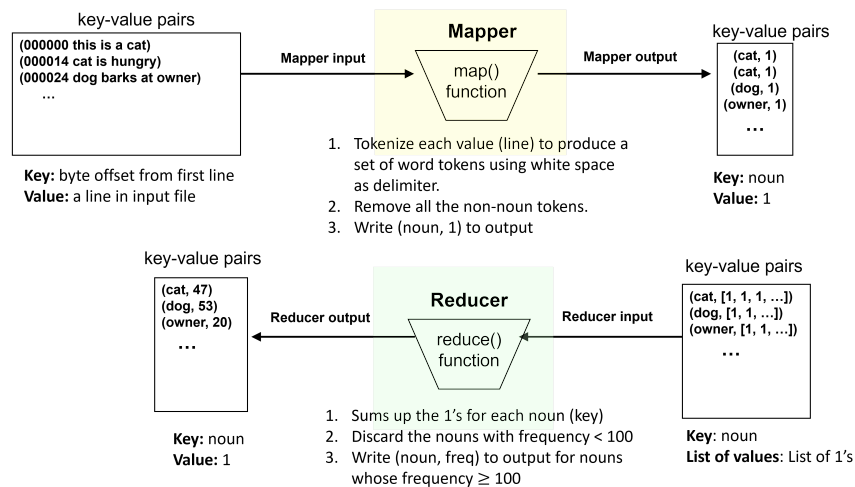 key-value pairs
(000000 this is a cat)
(000014 cat is hungry)
(000024 dog barks at owner)
…
Key: byte offset from first line
Value: a line in input file
Mapper input
Mapper
map()
function
Mapper output
1. Tokenize each value (line) to produce a
set of word tokens using white space
as delimiter.
2. Remove all the non-noun tokens.
3. Write (noun, 1) to output
key-value pairs
(cat, 1)
(cat, 1)
(dog, 1)
(owner, 1)
…
Key: noun
Value: 1
key-value pairs
(cat, 47)
(dog, 53)
(owner, 20)
…
Key: noun
Value: 1
Reducer output
Reducer
reduce()
function
Reducer input
1. Sums up the 1’s for each noun (key)
2. Discard the nouns with frequency < 100
3. Write (noun, freq) to output for nouns
whose frequency ≥ 100
key-value pairs
(cat, [1, 1, 1, …])
(dog, [1, 1, …])
(owner, [1, 1, …])
…
Key: noun
List of values: List of 1’s